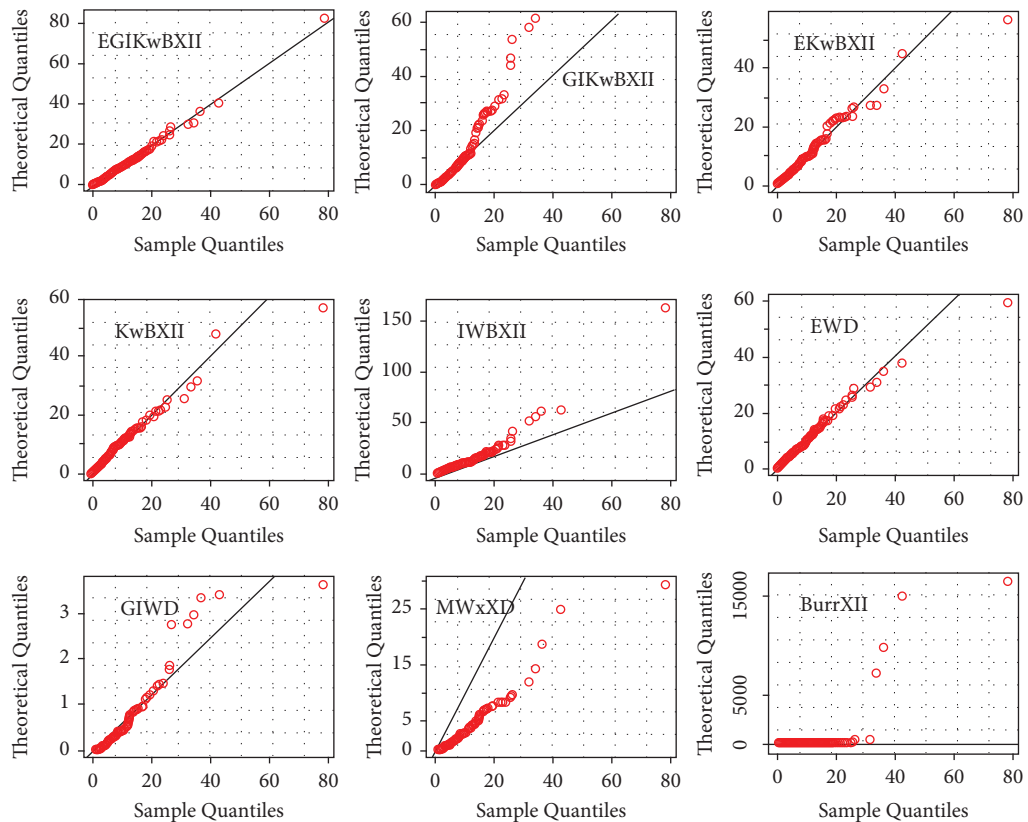 Theoretical Quantiles
80
60
40
20
0
EGIKwBXII
0 20 40 60 80
Sample Quantiles
Theoretical Quantiles
60
40
20
0
GIKwBXII
0 20 40 60 80
Sample Quantiles
Theoretical Quantiles
40
20
0
EKwBXII
0 20 40 60 80
Sample Quantiles
Theoretical Quantiles
60
40
20
0
KwBXII
0 20 40 60 80
Sample Quantiles
Theoretical Quantiles
150
100
50
0
IWBXII
0 20 40 60 80
Sample Quantiles
Theoretical Quantiles
60
40
20
0
EWD
0 20 40 60 80
Sample Quantiles
Theoretical Quantiles
3
2
1
0
GIWD
0 20 40 60 80
Sample Quantiles
Theoretical Quantiles
25
15
5
0
MWxXD
0 20 40 60 80
Sample Quantiles
Theoretical Quantiles
15000
5000
0
BurrXII
0 20 40 60 80
Sample Quantiles